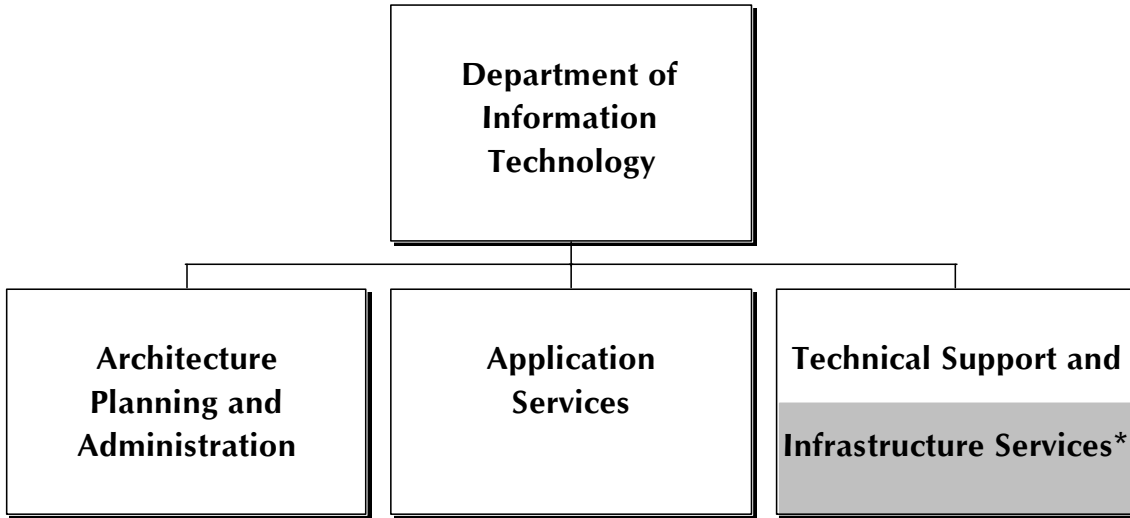 Department of
Information
Technology
Architecture
Planning and
Administration
Application
Services
Technical Support and
Infrastructure Services*